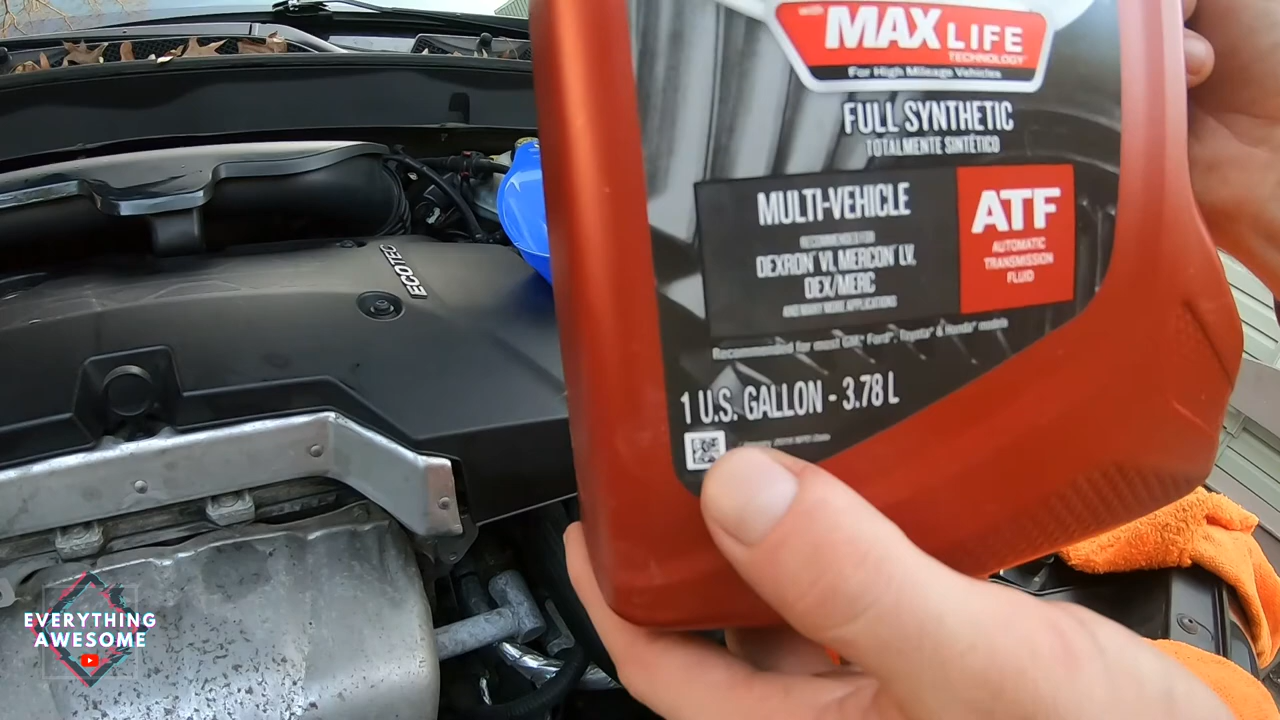 with
MAX LIFE
TECHNOLOGY
For High Mileage Vehicles
FULL SYNTHETIC
TOTALMENTE SINTÉTICO
MULTI-VEHICLE
RECOMMENDED FOR
DEXRON® VI, MERCON® LV,
DEX/MERC
AND MANY MORE APPLICATIONS
ATF
AUTOMATIC
TRANSMISSION
FLUID
Recommended for most GM,® Ford®, Toyota® & Honda® models
1 U.S. GALLON - 3.78 L
ECOTEC
EVERYTHING
AWESOME